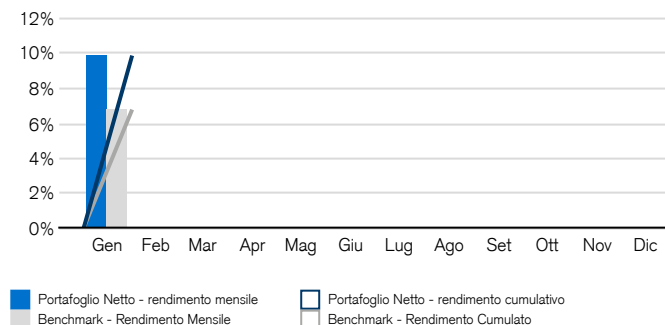 12%
10%
8%
6%
4%
2%
0%
Gen Feb Mar Apr Mag Giu Lug Ago Set Ott Nov Dic
Portafoglio Netto - rendimento mensile Portafoglio Netto - rendimento cumulativo
Benchmark - Rendimento Mensile Benchmark - Rendimento Cumulato